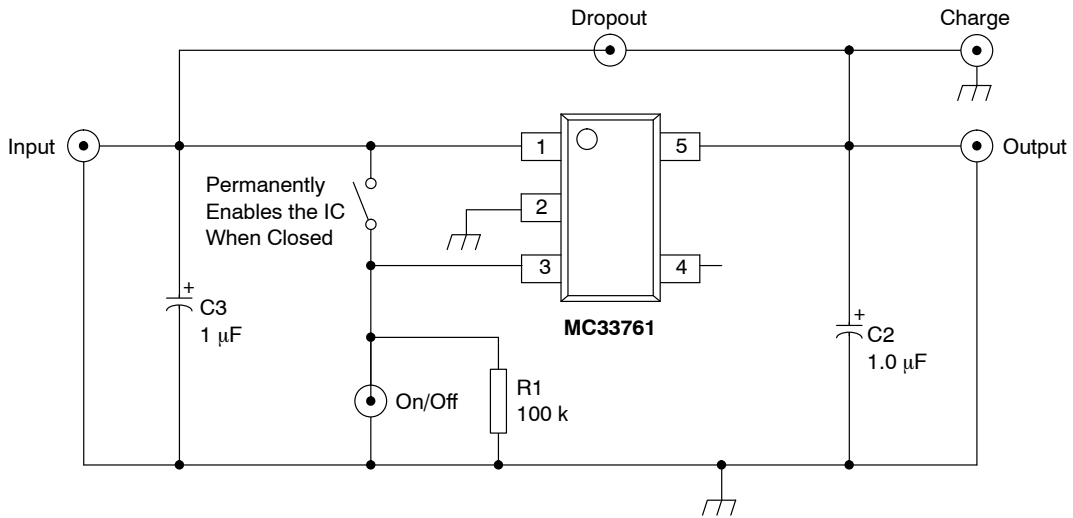 Dropout
Charge
Input
1
5
Output
Permanently
Enables the IC
When Closed
2
3
4
+
C3
1 μF
MC33761
+
C2
1.0 μF
On/Off
R1
100 k